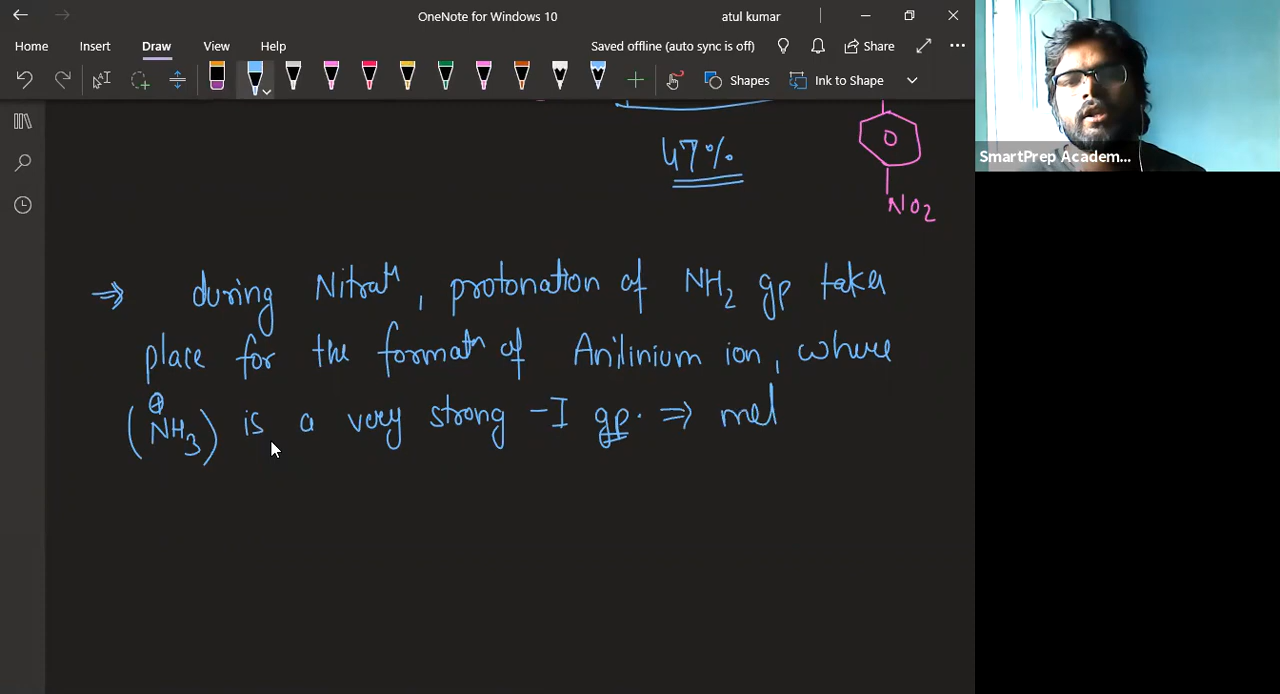 OneNote for Windows 10
atul kumar
Home Insert Draw View Help
Saved offline (auto sync is off)
Share
Shapes
Ink to Shape
SmartPrep Academ...
47%
NO2
⇒ during Nitratn, protonation of NH2 gp takes
place for the formatn of Anilinium ion, where
(⊕NH3) is a very strong -I gp. ⇒ met